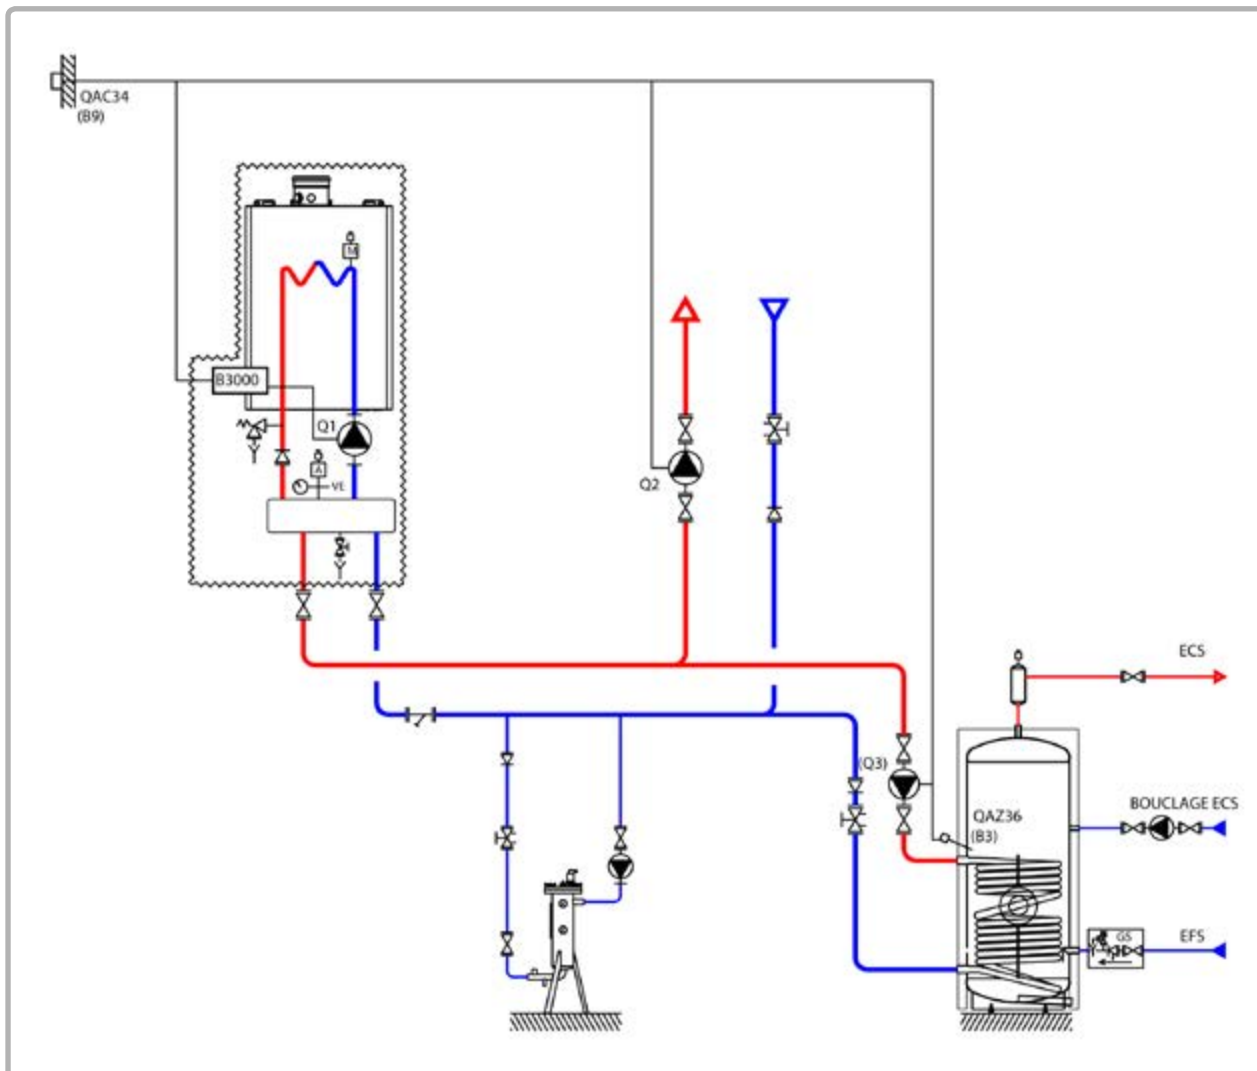 QAC34
(B9)
M
B3000
Q1
A
VE
Q2
ECS
(Q3)
BOUCLAGE ECS
QAZ36
(B3)
GS
EFS